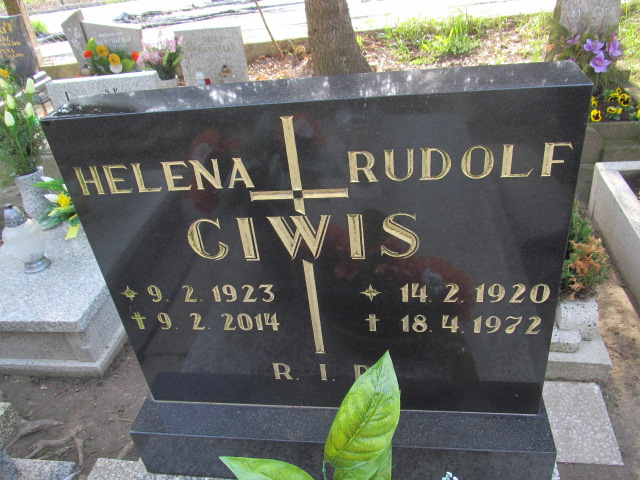 HELENA RUDOLF
CIWIS
9. 2. 1923 14. 2. 1920
9. 2. 2014 18. 4. 1972
R. I. P